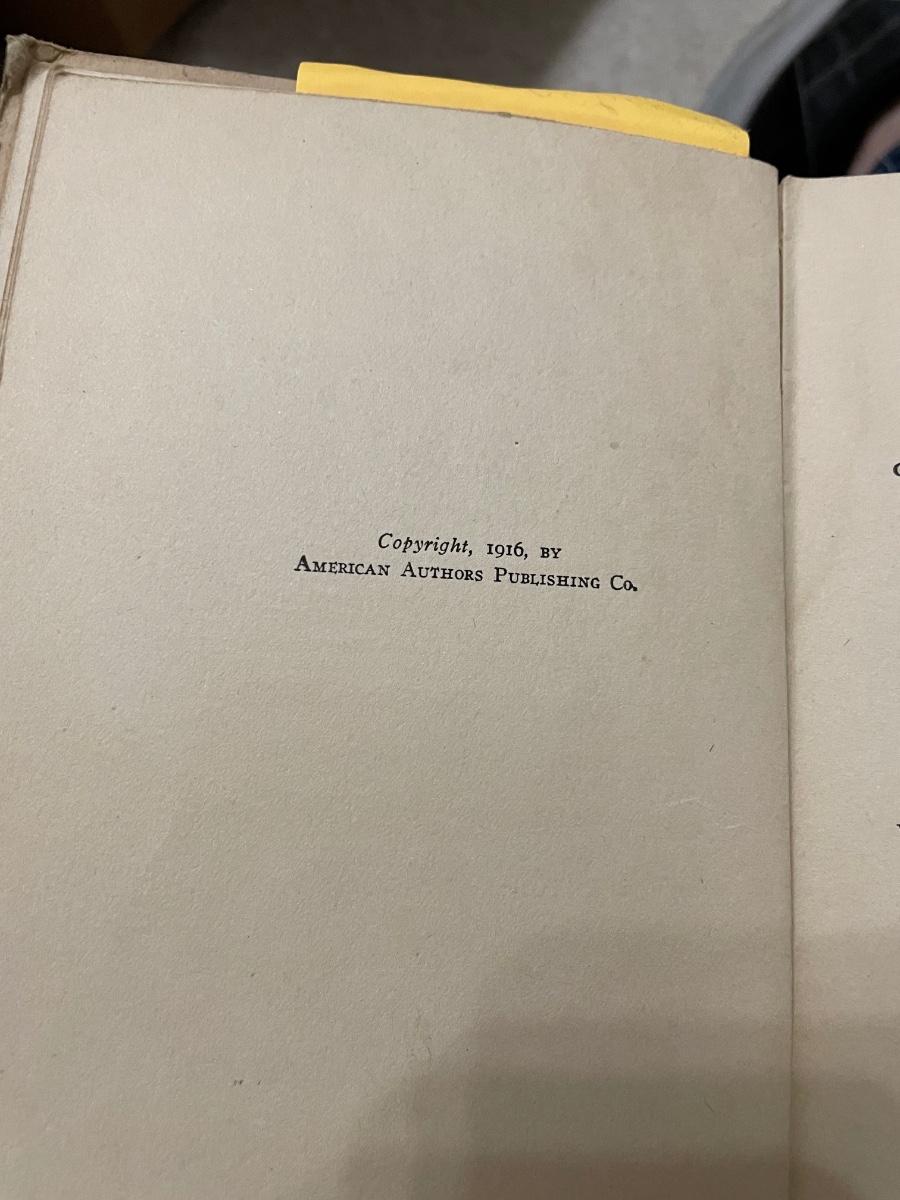 Copyright, 1916, BY
AMERICAN AUTHORS PUBLISHING CO.